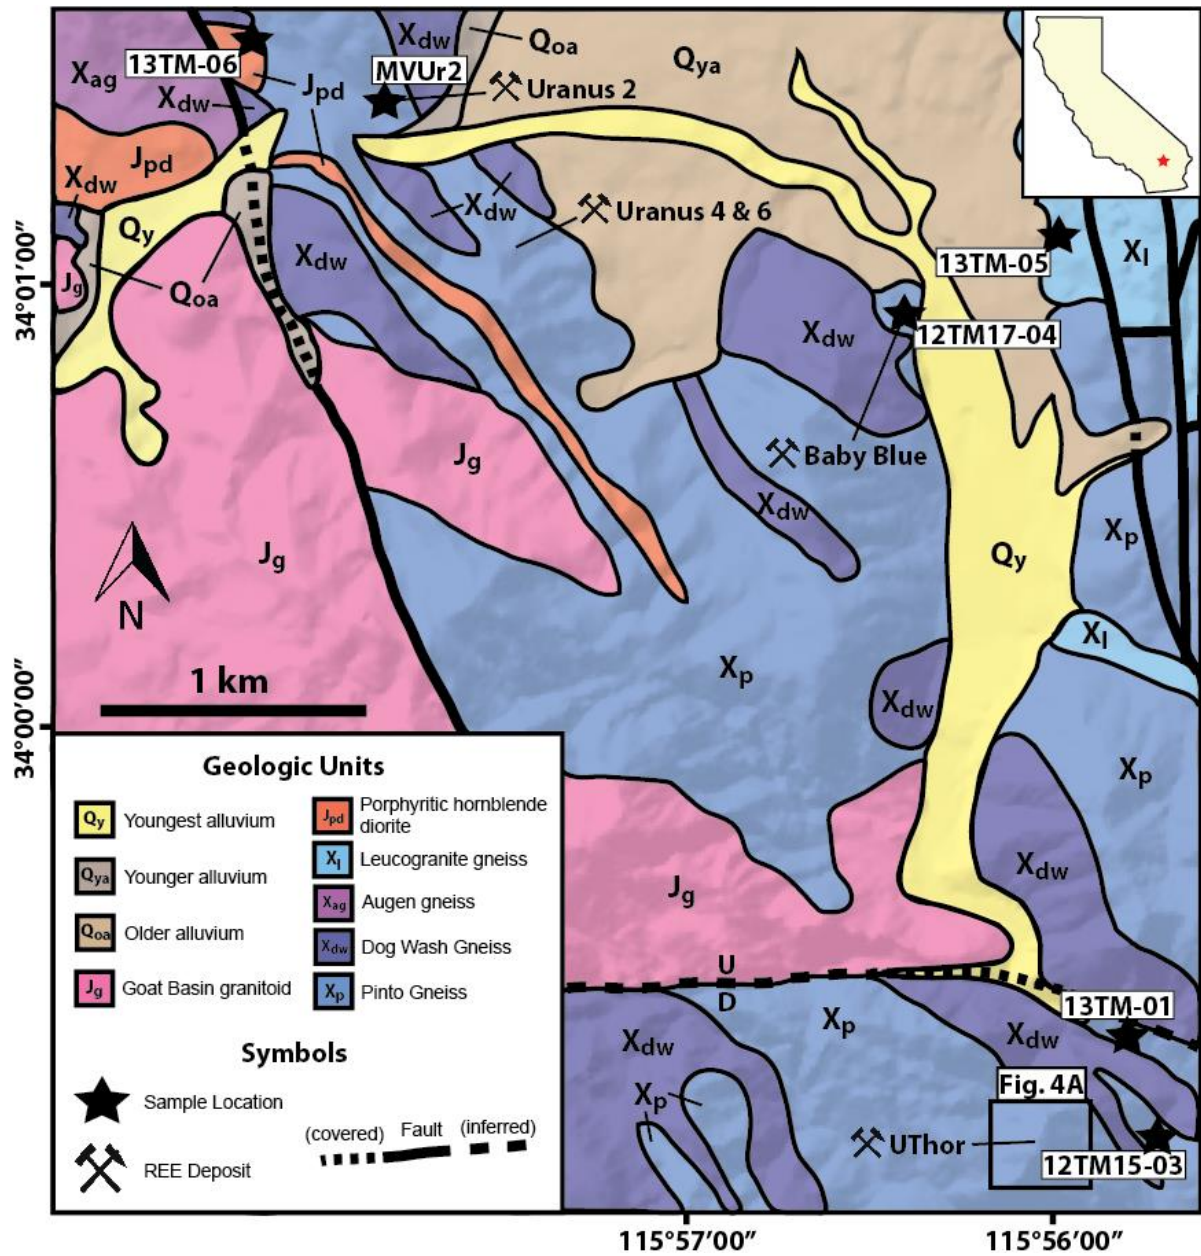 Xdw
Qoa
Qya
13TM-06
Xag
Jpd
MVUr2
Uranus 2
Xdw
Jpd
Xdw
Xdw
Uranus 4 & 6
Qy
Xdw
13TM-05
Xl
Jg
Qoa
34°01'00"
Xdw
12TM17-04
Jg
Baby Blue
Xdw
Xp
Jg
Qy
N
Xl
1 km
Xp
Xdw
34°00'00"
Xp
Geologic Units
Qy Youngest alluvium
Qya Younger alluvium
Qoa Older alluvium
Jg Goat Basin granitoid
Jpd Porphyritic hornblende
diorite
Xl Leucogranite gneiss
Xag Augen gneiss
Xdw Dog Wash Gneiss
Xp Pinto Gneiss
Symbols
Sample Location
REE Deposit
(covered) Fault (inferred)
Jg
Xdw
U
D
13TM-01
Xp
Xdw
Xdw
Xp
Fig. 4A
UThor
12TM15-03
115°57'00"
115°56'00"